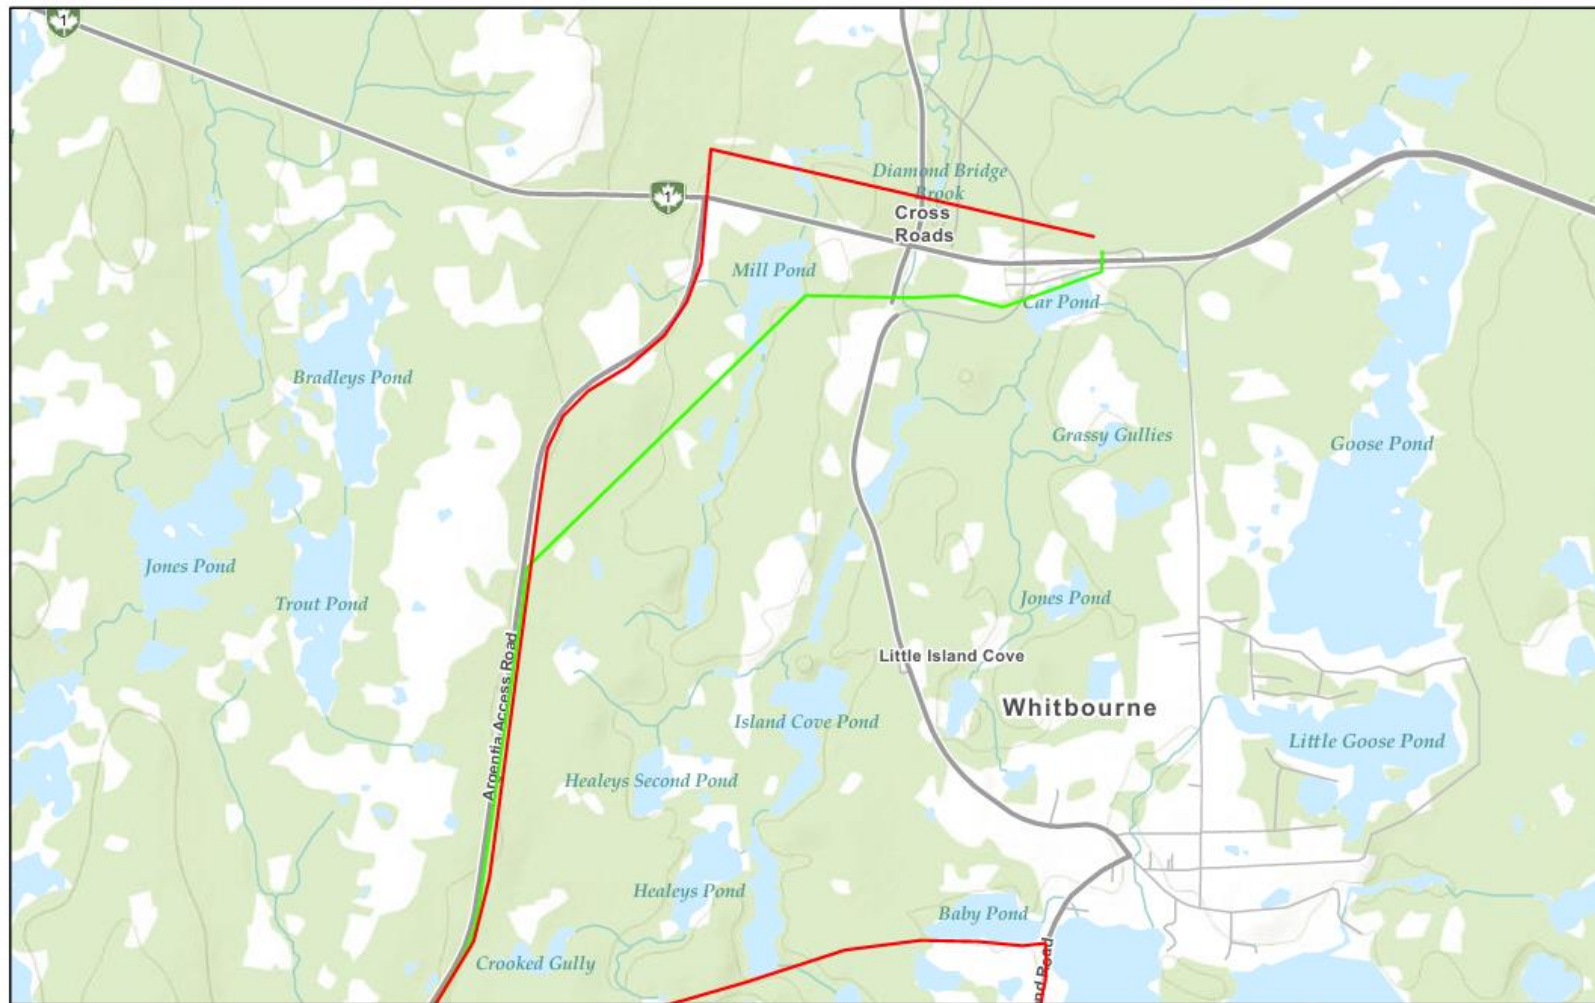 1
1
Diamond Bridge
Brook
Cross
Roads
Mill Pond
Car Pond
Bradleys Pond
Grassy Gullies
Goose Pond
Jones Pond
Trout Pond
Jones Pond
Argentia Access Road
Little Island Cove
Whitbourne
Island Cove Pond
Little Goose Pond
Healeys Second Pond
Healeys Pond
Baby Pond
Crooked Gully
nd Road